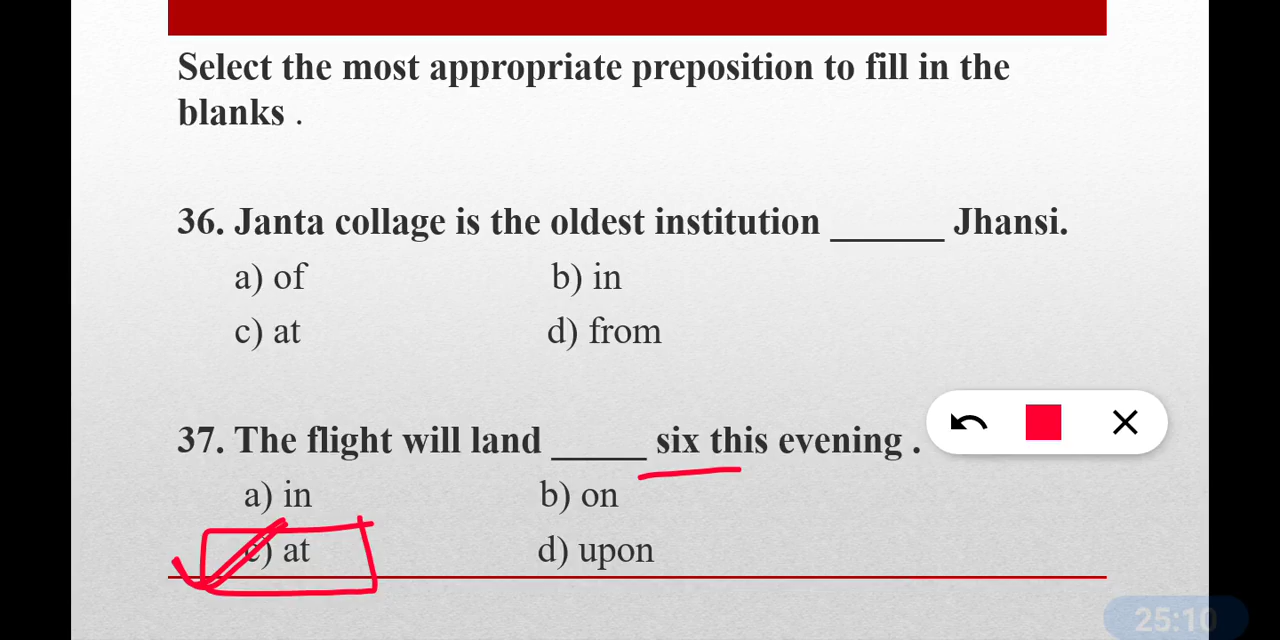 Select the most appropriate preposition to fill in the
blanks .
36. Janta collage is the oldest institution ______ Jhansi.
a) of b) in
c) at d) from
37. The flight will land _____ six this evening .
a) in b) on
c) at d) upon
25:10